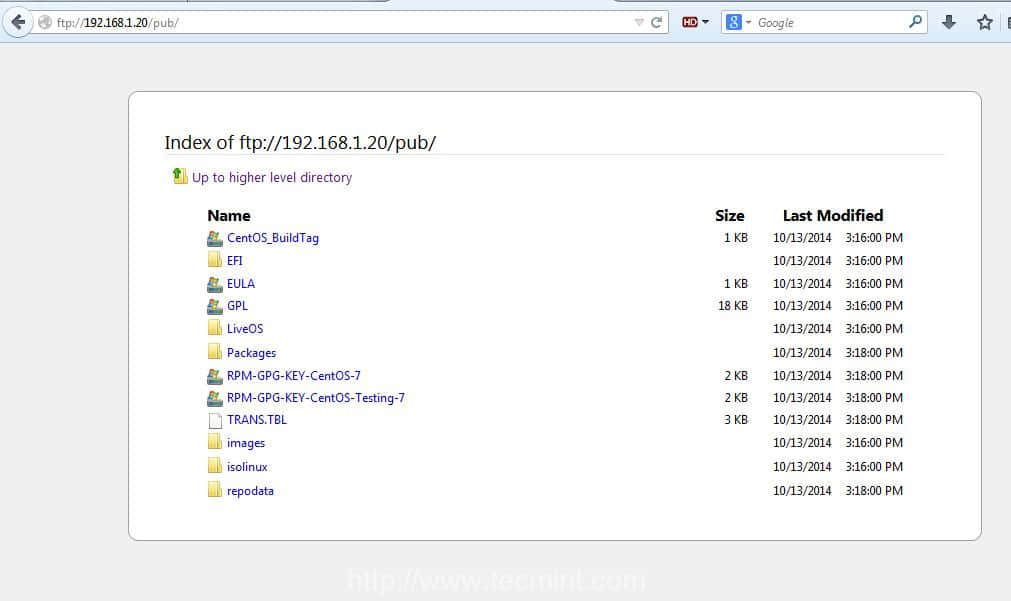 ftp://192.168.1.20/pub/
HD
Google
Index of ftp://192.168.1.20/pub/
Up to higher level directory
Name Size Last Modified
CentOS_BuildTag 1 KB 10/13/2014 3:16:00 PM
EFI 10/13/2014 3:16:00 PM
EULA 1 KB 10/13/2014 3:16:00 PM
GPL 18 KB 10/13/2014 3:16:00 PM
LiveOS 10/13/2014 3:16:00 PM
Packages 10/13/2014 3:18:00 PM
RPM-GPG-KEY-CentOS-7 2 KB 10/13/2014 3:18:00 PM
RPM-GPG-KEY-CentOS-Testing-7 2 KB 10/13/2014 3:18:00 PM
TRANS.TBL 3 KB 10/13/2014 3:18:00 PM
images 10/13/2014 3:16:00 PM
isolinux 10/13/2014 3:16:00 PM
repodata 10/13/2014 3:18:00 PM
http://www.tecmint.com